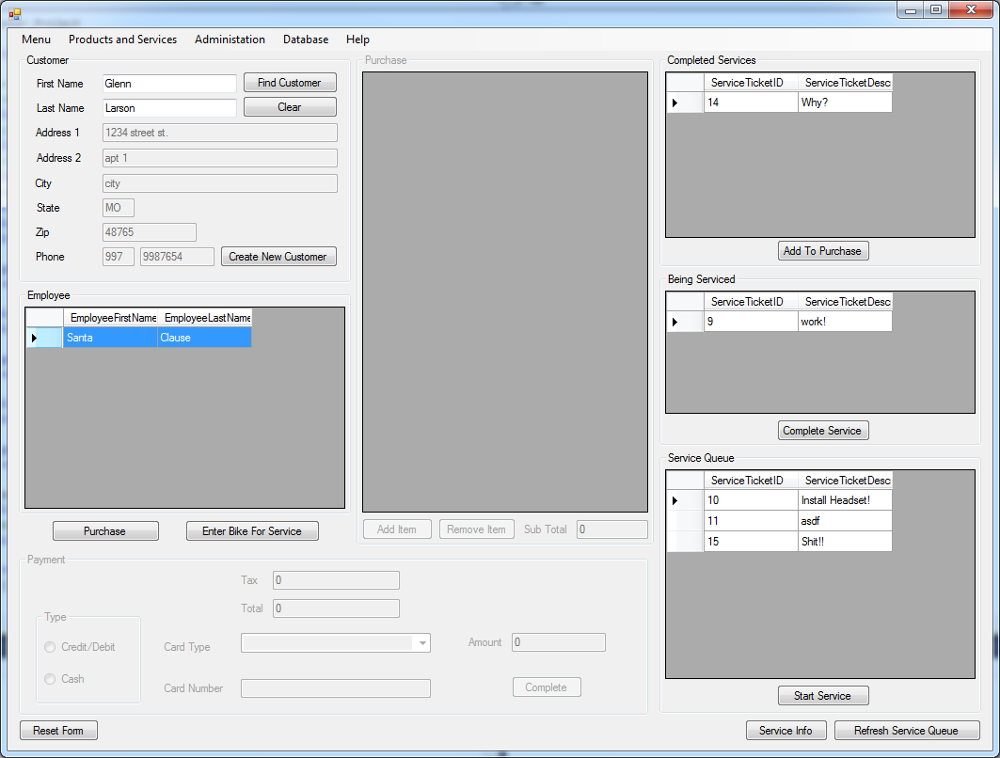 Menu Products and Services Administation Database Help
Customer
First Name Glenn Find Customer
Last Name Larson Clear
Address 1 1234 street st.
Address 2 apt 1
City city
State MO
Zip 48765
Phone 997 9987654 Create New Customer
Employee
EmployeeFirstName EmployeeLastName
Santa Clause
Purchase Enter Bike For Service
Purchase
Add Item Remove Item Sub Total 0
Payment
Tax 0
Total 0
Type
Credit/Debit
Cash
Card Type
Amount 0
Card Number
Complete
Reset Form
Completed Services
ServiceTicketID ServiceTicketDesc
14 Why?
Add To Purchase
Being Serviced
ServiceTicketID ServiceTicketDesc
9 work!
Complete Service
Service Queue
ServiceTicketID ServiceTicketDesc
10 Install Headset!
11 asdf
15 Shit!!
Start Service
Service Info Refresh Service Queue